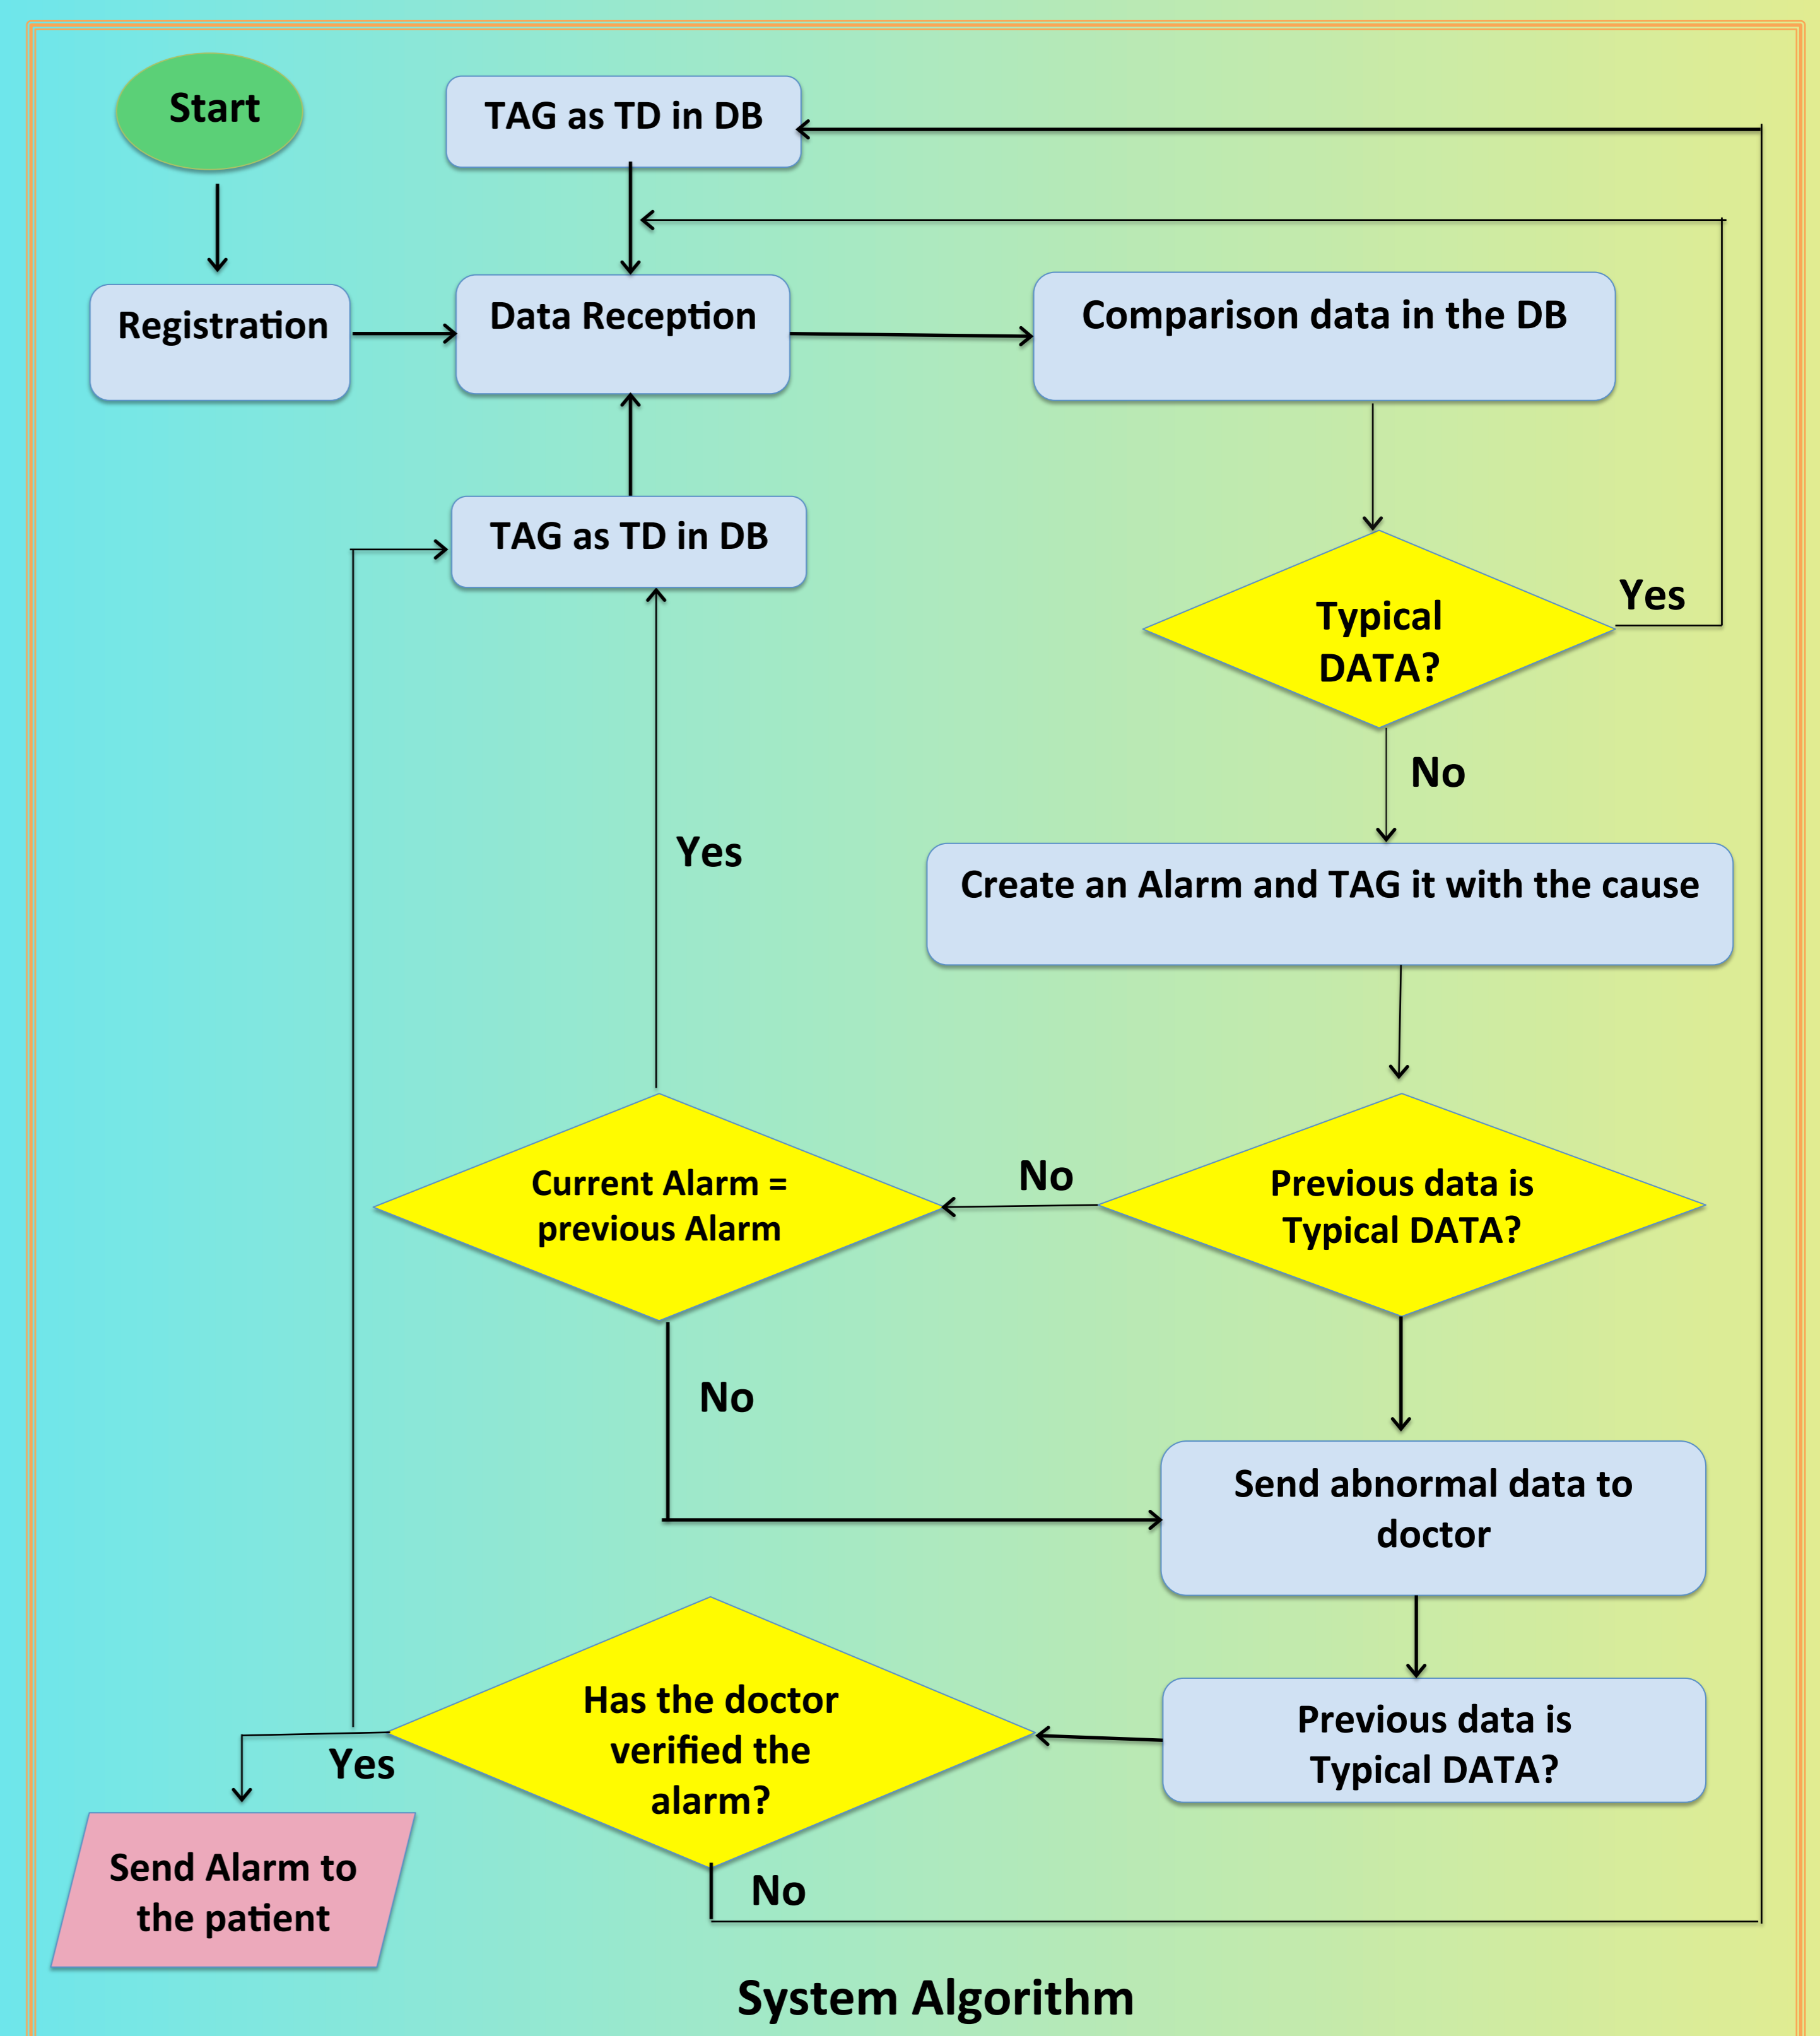 Start
TAG as TD in DB
Registration
Data Reception
Comparison data in the DB
TAG as TD in DB
Typical
DATA?
Yes
No
Yes
Create an Alarm and TAG it with the cause
Current Alarm =
previous Alarm
No
Previous data is
Typical DATA?
No
Send abnormal data to
doctor
Has the doctor
verified the
alarm?
Previous data is
Typical DATA?
Yes
Send Alarm to
the patient
No
System Algorithm